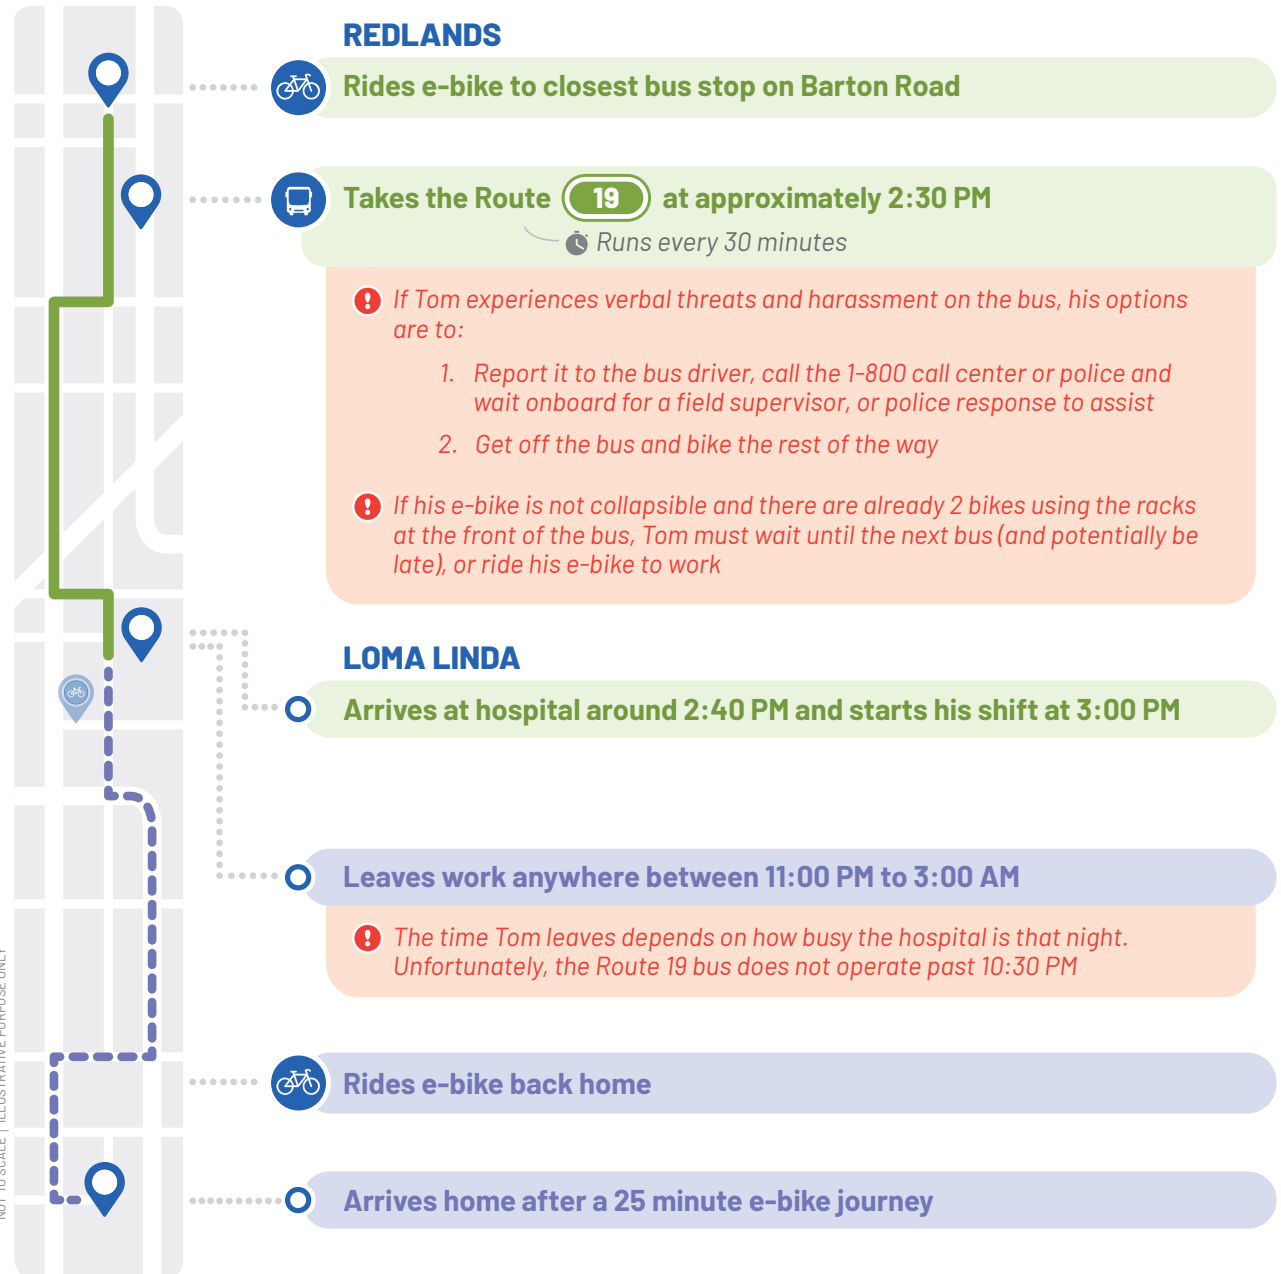 REDLANDS
Rides e-bike to closest bus stop on Barton Road
Takes the Route 19 at approximately 2:30 PM
Runs every 30 minutes
If Tom experiences verbal threats and harassment on the bus, his options
are to:
1. Report it to the bus driver, call the 1-800 call center or police and
wait onboard for a field supervisor, or police response to assist
2. Get off the bus and bike the rest of the way
If his e-bike is not collapsible and there are already 2 bikes using the racks
at the front of the bus, Tom must wait until the next bus (and potentially be
late), or ride his e-bike to work
LOMA LINDA
Arrives at hospital around 2:40 PM and starts his shift at 3:00 PM
Leaves work anywhere between 11:00 PM to 3:00 AM
The time Tom leaves depends on how busy the hospital is that night.
Unfortunately, the Route 19 bus does not operate past 10:30 PM
Rides e-bike back home
Arrives home after a 25 minute e-bike journey
NOT TO SCALE | ILLUSTRATIVE PURPOSE ONLY